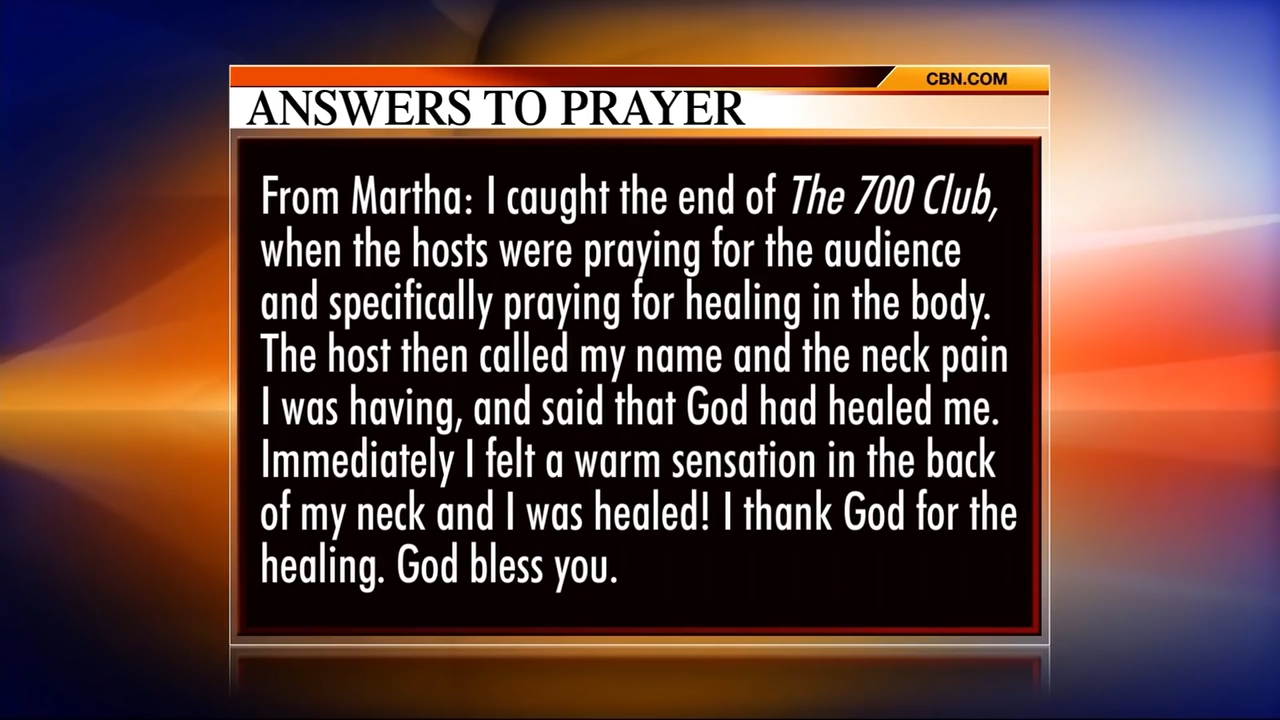 CBN.COM
ANSWERS TO PRAYER
From Martha: I caught the end of The 700 Club,
when the hosts were praying for the audience
and specifically praying for healing in the body.
The host then called my name and the neck pain
I was having, and said that God had healed me.
Immediately I felt a warm sensation in the back
of my neck and I was healed! I thank God for the
healing. God bless you.